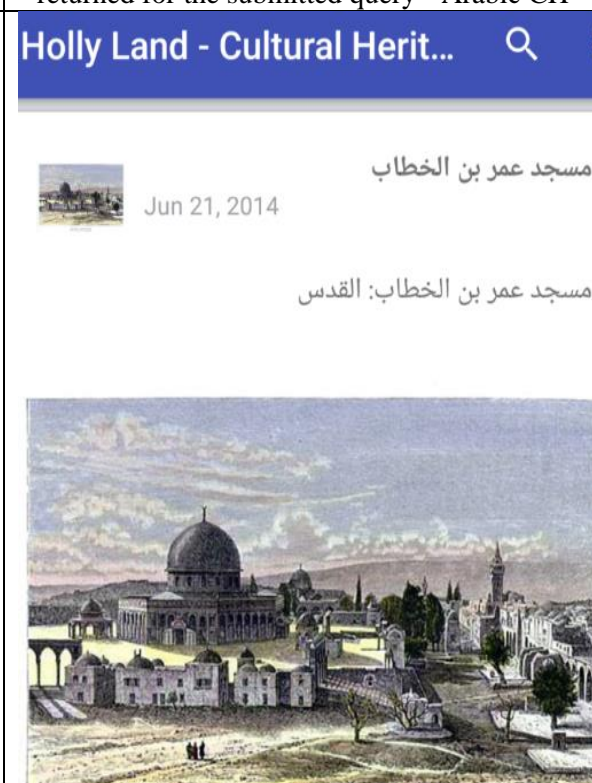 returned for the submitted query - Arabic CH
Holly Land - Cultural Herit...
مسجد عمر بن الخطاب
Jun 21, 2014
مسجد عمر بن الخطاب: القدس